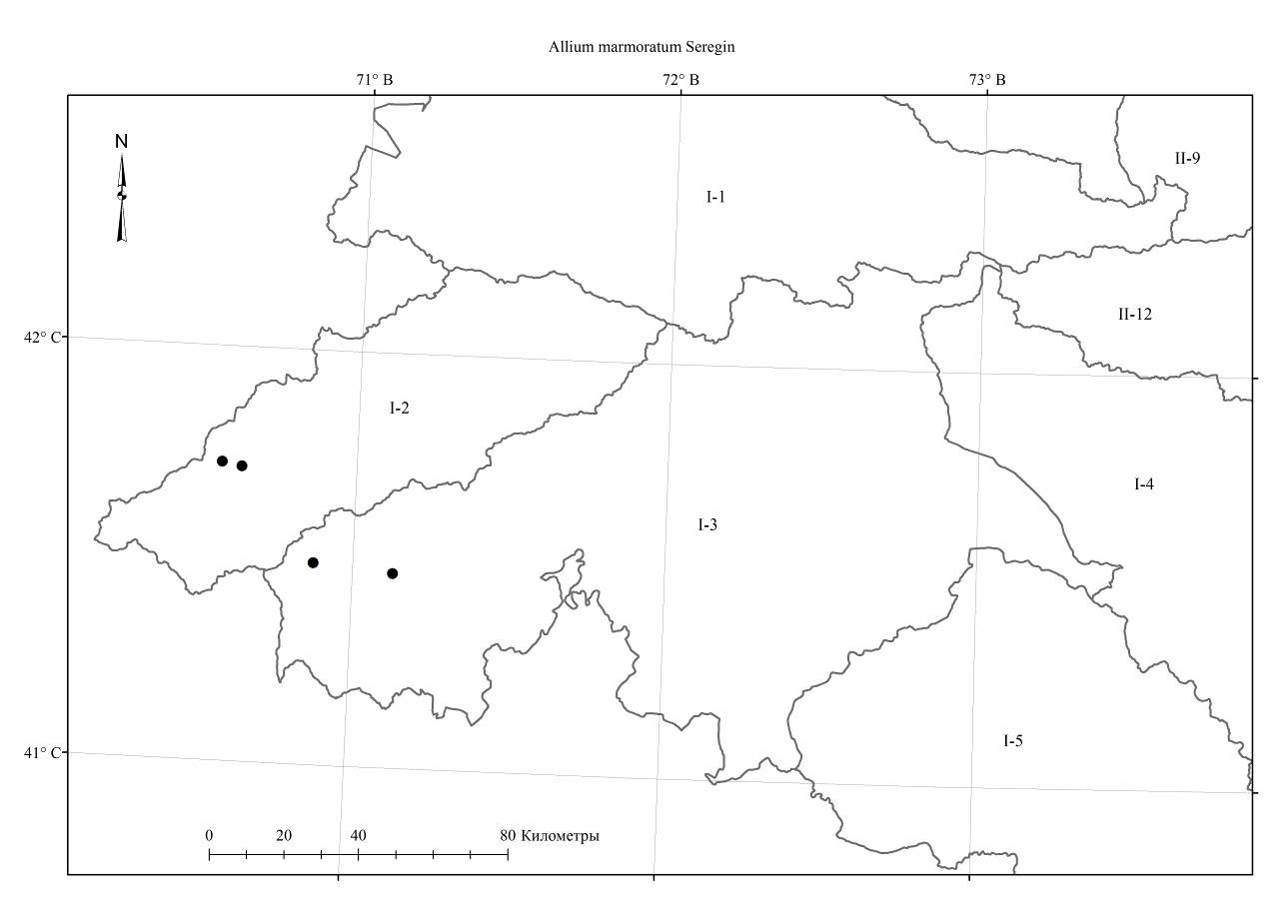 Allium marmoratum Seregin
71° В 72° В 73° В
N
II-9
I-1
II-12
42° С
I-2
I-4
I-3
I-5
41° С
0 20 40 80 Километры